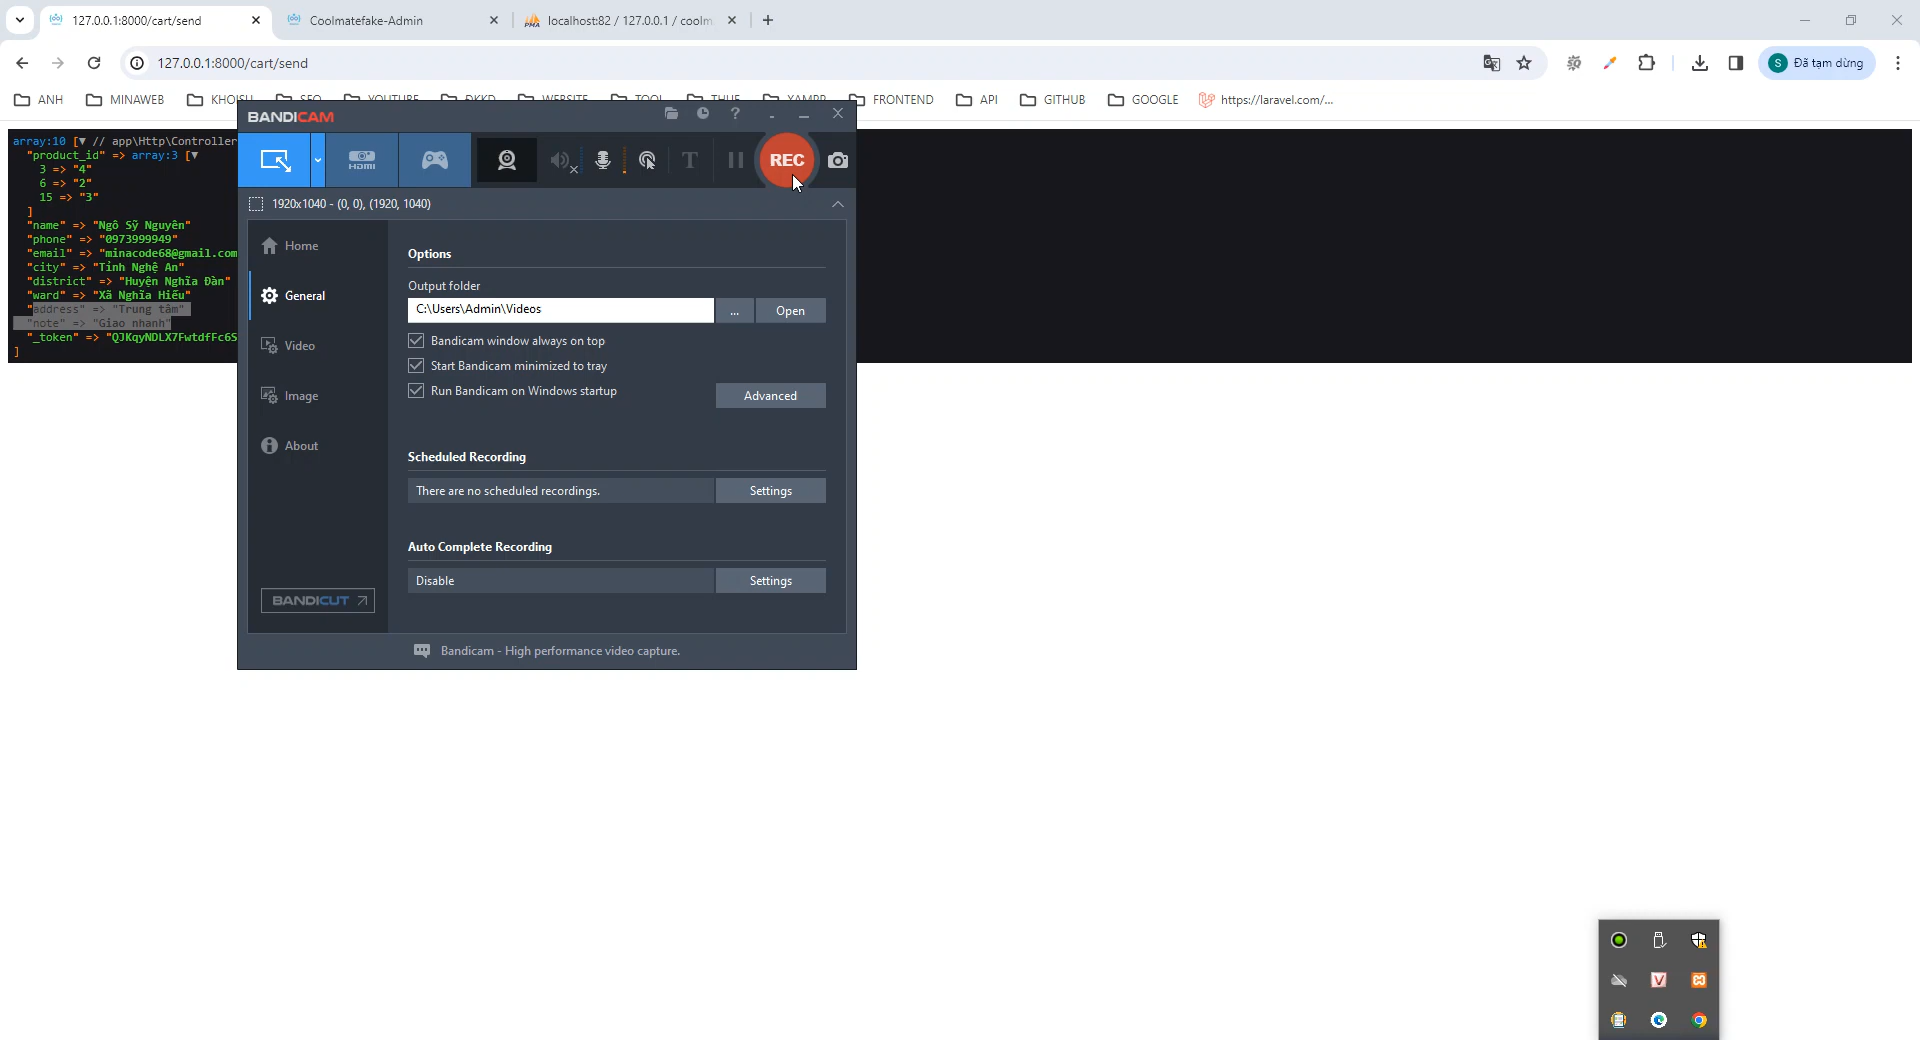 127.0.0.1:8000/cart/send
Coolmatefake-Admin
localhost:82 / 127.0.0.1 / coolm
127.0.0.1:8000/cart/send
Đã tạm dừng
ANH
MINAWEB
FRONTEND
API
GITHUB
GOOGLE
https://laravel.com/...
array:10 [▼ // app\Http\Controller
"product_id" => array:3 [▼
3 => "4"
6 => "2"
15 => "3"
]
"name" => "Ngô Sỹ Nguyên"
"phone" => "0973999949"
"email" => "minacode68@gmail.com
"city" => "Tỉnh Nghệ An"
"district" => "Huyện Nghĩa Đàn"
"ward" => "Xã Nghĩa Hiếu"
"address" => "Trung tâm"
"note" => "Giao nhanh"
"_token" => "QJKqyNDLX7FwtdfFc6S
]
BANDICAM
HDMI
REC
1920x1040 - (0, 0), (1920, 1040)
Home
General
Video
Image
About
BANDICUT
Options
Output folder
C:\Users\Admin\Videos
...
Open
Bandicam window always on top
Start Bandicam minimized to tray
Run Bandicam on Windows startup
Advanced
Scheduled Recording
There are no scheduled recordings.
Settings
Auto Complete Recording
Disable
Settings
Bandicam - High performance video capture.